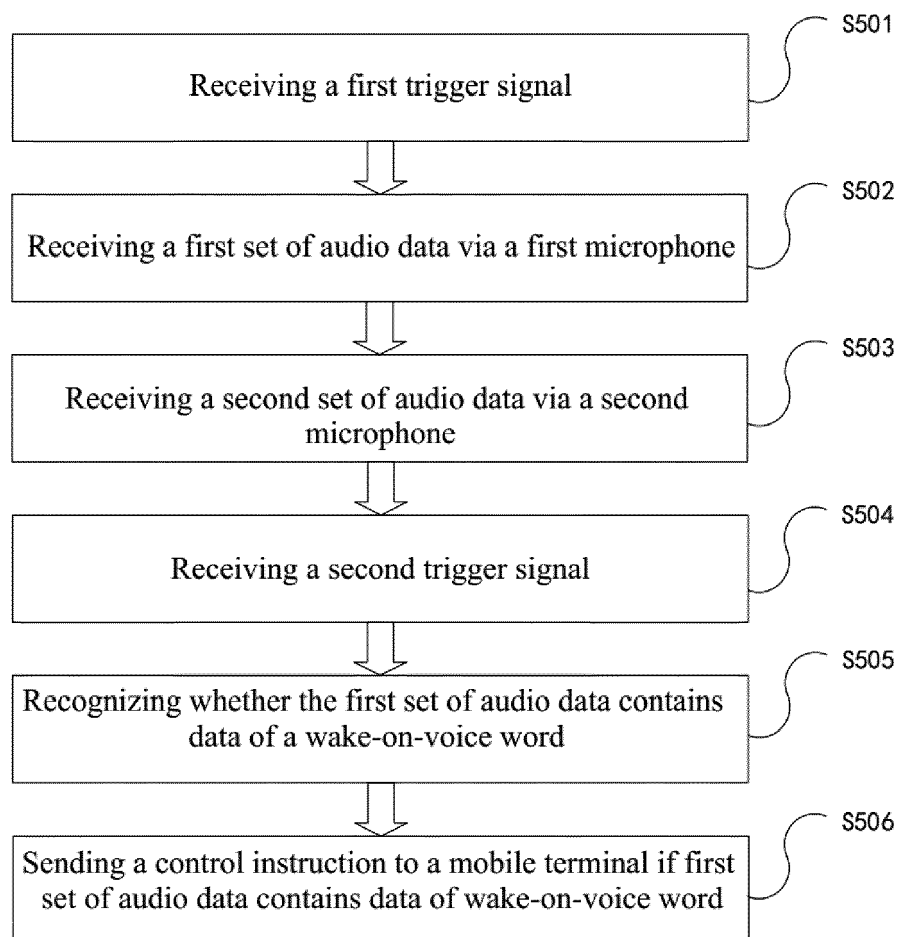 S501
Receiving a first trigger signal
S502
Receiving a first set of audio data via a first microphone
S503
Receiving a second set of audio data via a second
microphone
S504
Receiving a second trigger signal
S505
Recognizing whether the first set of audio data contains
data of a wake-on-voice word
S506
Sending a control instruction to a mobile terminal if first
set of audio data contains data of wake-on-voice word